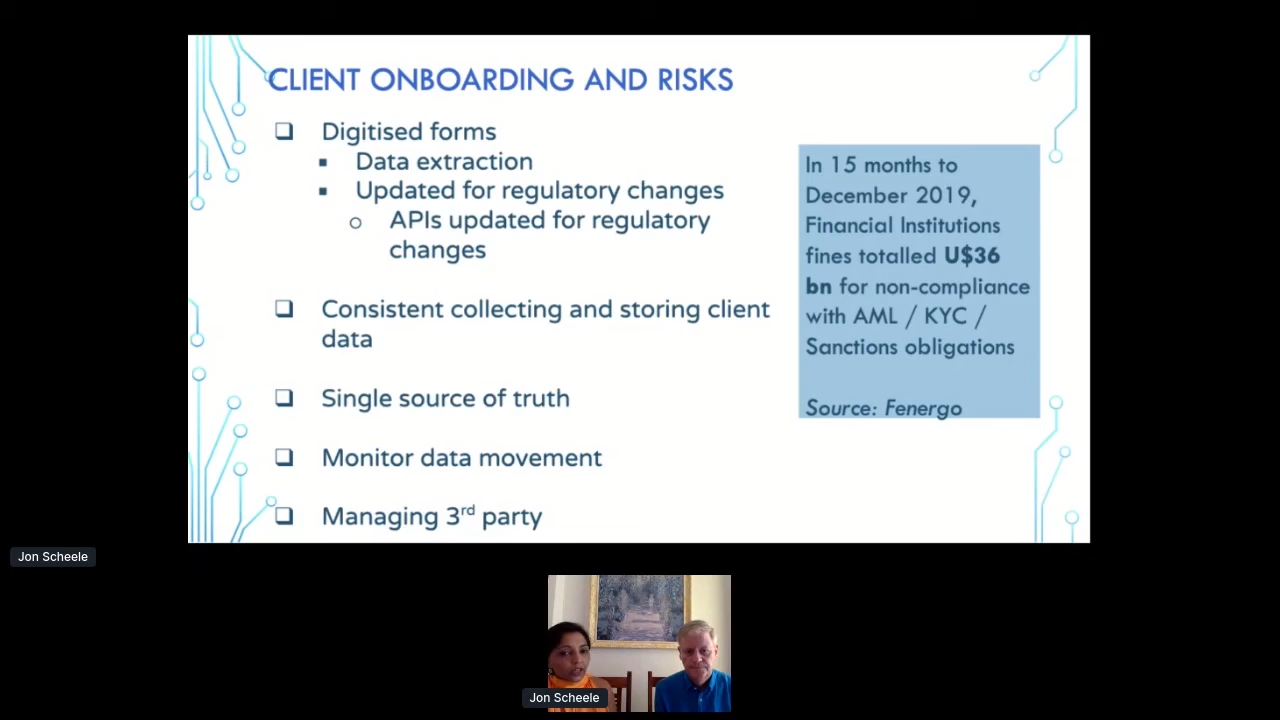 CLIENT ONBOARDING AND RISKS
❑ Digitised forms
▪ Data extraction
▪ Updated for regulatory changes
o APIs updated for regulatory
changes
❑ Consistent collecting and storing client
data
❑ Single source of truth
❑ Monitor data movement
❑ Managing 3rd party
In 15 months to
December 2019,
Financial Institutions
fines totalled U$36
bn for non-compliance
with AML / KYC /
Sanctions obligations
Source: Fenergo
Jon Scheele
Jon Scheele